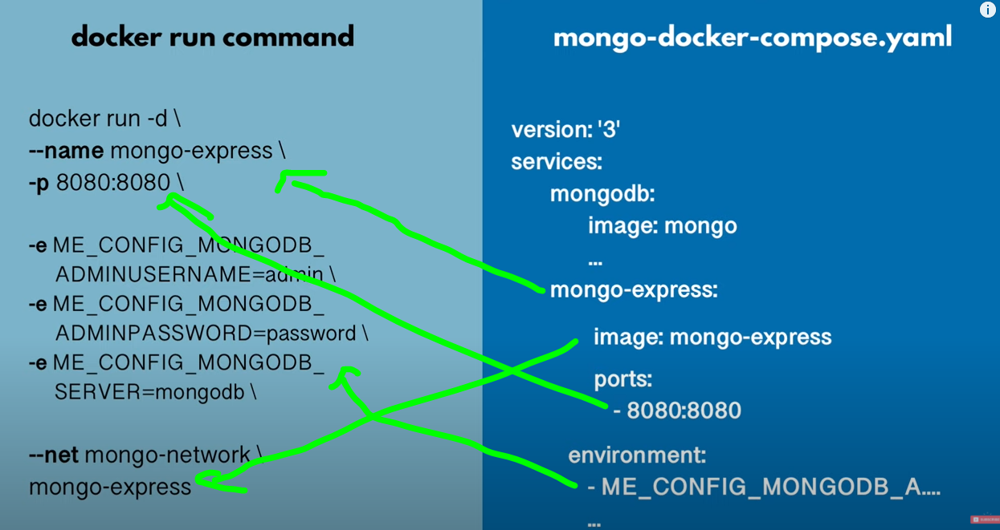 docker run command
docker run -d \
--name mongo-express \
-p 8080:8080 \
-e ME_CONFIG_MONGODB_
ADMINUSERNAME=admin \
-e ME_CONFIG_MONGODB_
ADMINPASSWORD=password \
-e ME_CONFIG_MONGODB_
SERVER=mongodb \
--net mongo-network \
mongo-express
mongo-docker-compose.yaml
version: '3'
services:
mongodb:
image: mongo
...
mongo-express:
image: mongo-express
ports:
- 8080:8080
environment:
- ME_CONFIG_MONGODB_A....
...